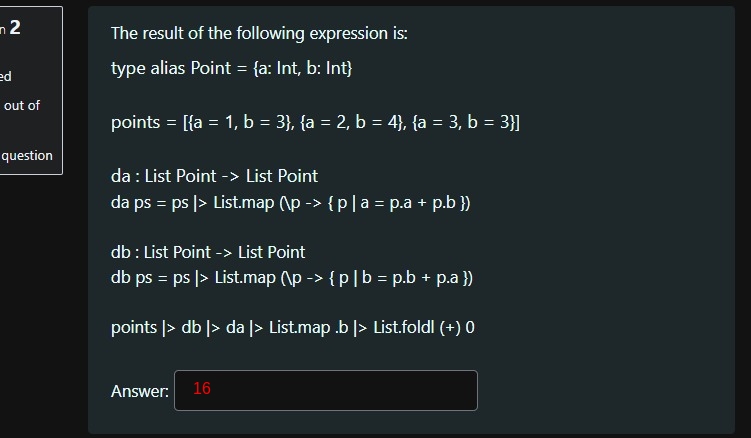 n 2
ed
out of
question
The result of the following expression is:
type alias Point = {a: Int, b: Int}
points = [{a = 1, b = 3}, {a = 2, b = 4}, {a = 3, b = 3}]
da : List Point -> List Point
da ps = ps |> List.map (\p -> { p | a = p.a + p.b })
db : List Point -> List Point
db ps = ps |> List.map (\p -> { p | b = p.b + p.a })
points |> db |> da |> List.map .b |> List.foldl (+) 0
Answer: 16